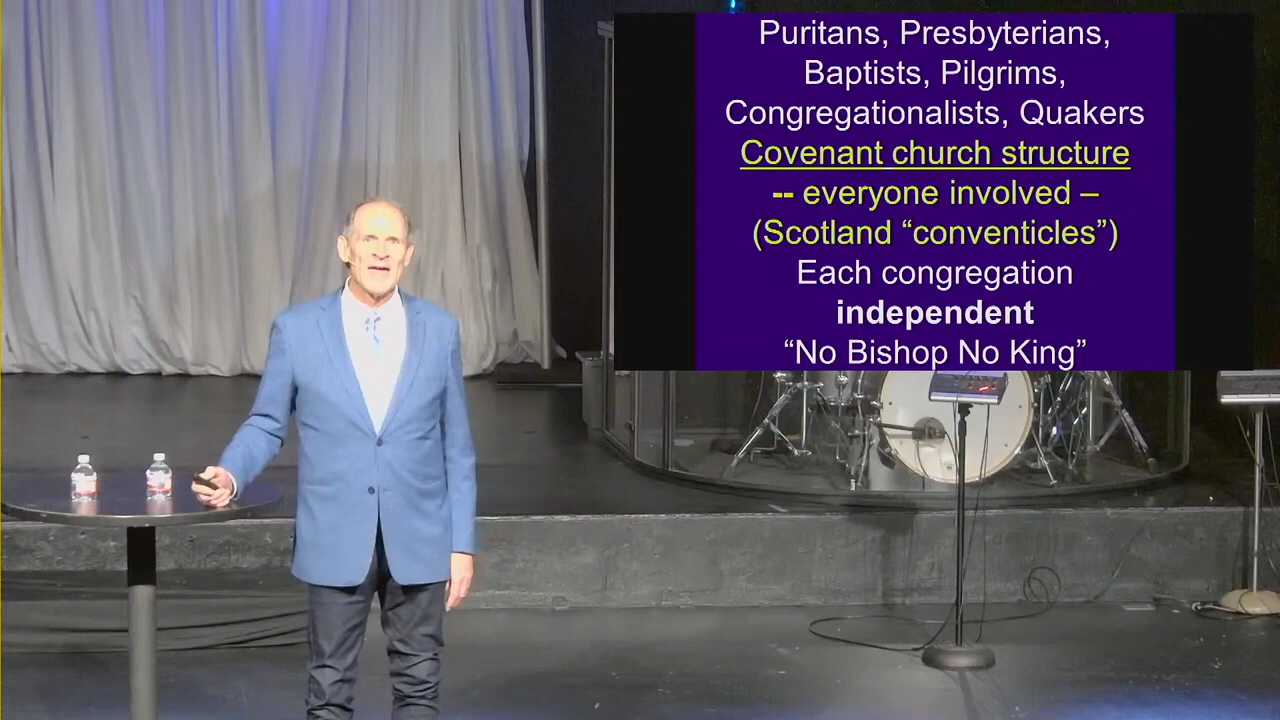 Puritans, Presbyterians,
Baptists, Pilgrims,
Congregationalists, Quakers
Covenant church structure
-- everyone involved –
(Scotland “conventicles”)
Each congregation
independent
“No Bishop No King”